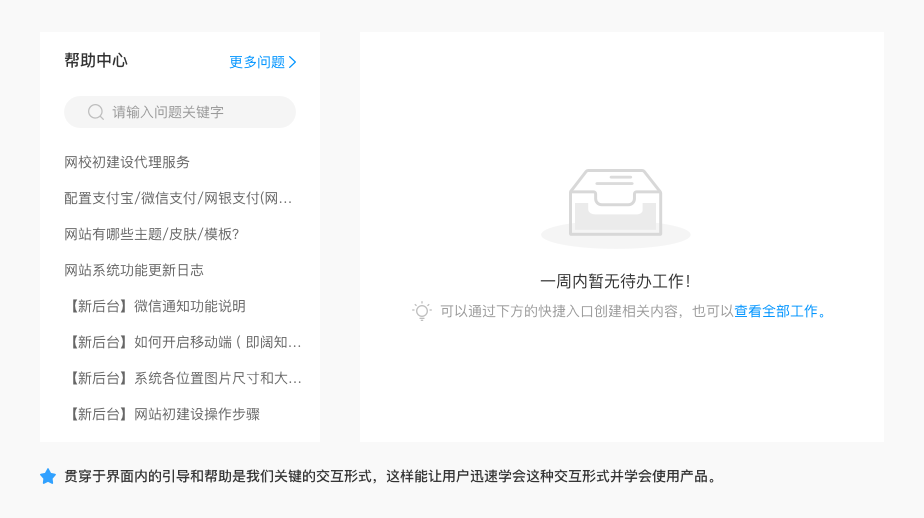 帮助中心
更多问题
请输入问题关键字
网校初建设代理服务
配置支付宝/微信支付/网银支付(网...
网站有哪些主题/皮肤/模板?
网站系统功能更新日志
【新后台】微信通知功能说明
【新后台】如何开启移动端（即阔知...
【新后台】系统各位置图片尺寸和大...
【新后台】网站初建设操作步骤
一周内暂无待办工作!
可以通过下方的快捷入口创建相关内容，也可以查看全部工作。
贯穿于界面内的引导和帮助是我们关键的交互形式，这样能让用户迅速学会这种交互形式并学会使用产品。